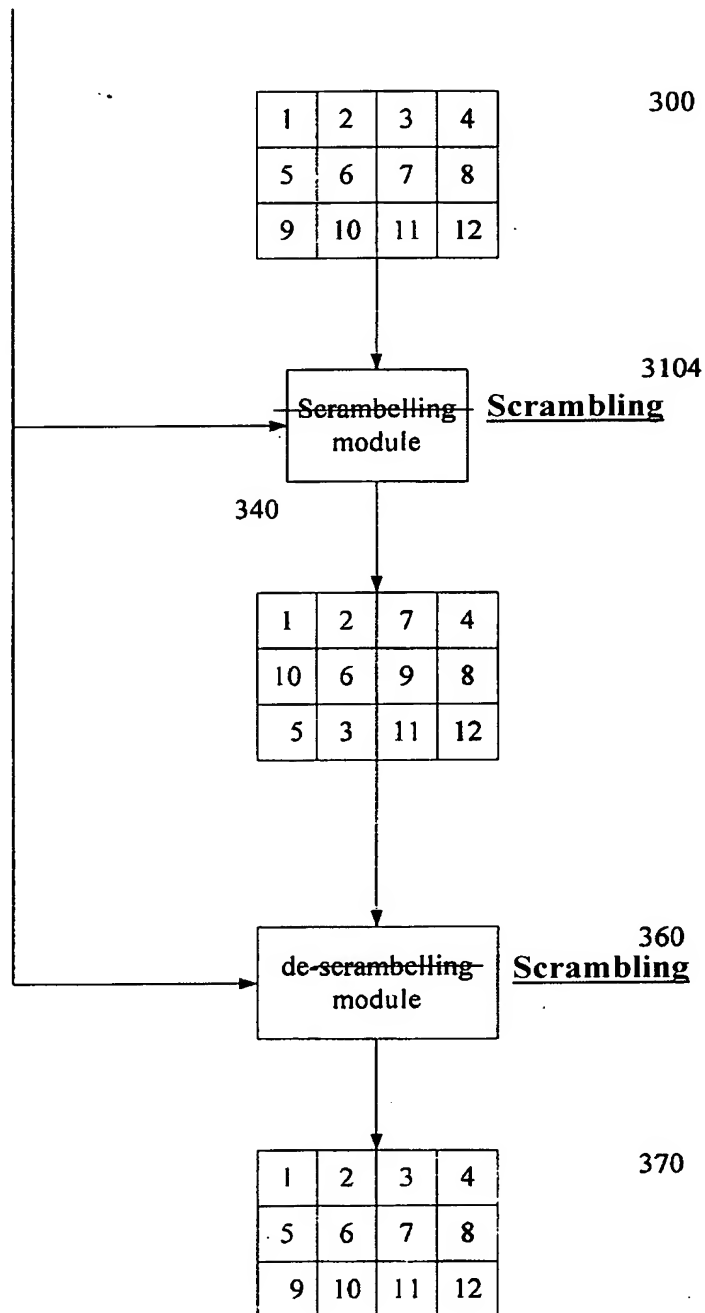 300
1 2 3 4
5 6 7 8
9 10 11 12
3104
Scrambelling Scrambling
module
340
1 2 7 4
10 6 9 8
5 3 11 12
360
de-scrambelling Scrambling
module
370
1 2 3 4
5 6 7 8
9 10 11 12